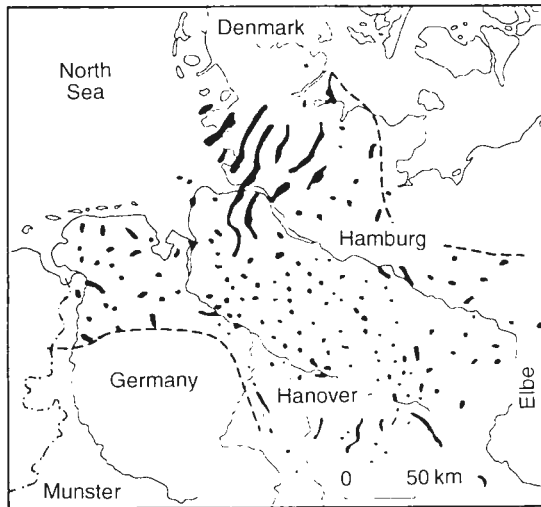 Denmark
North
Sea
Hamburg
Germany
Hanover
Elbe
0 50 km
Munster